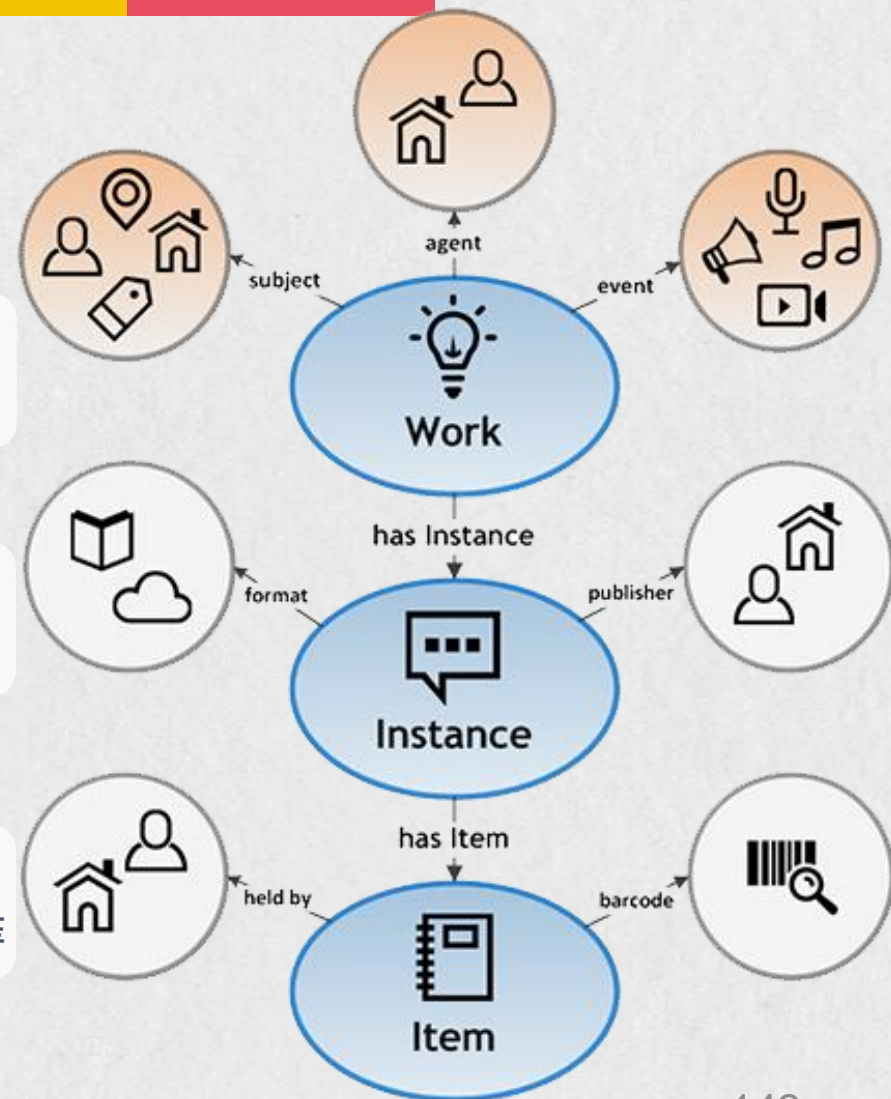 agent
subject
event
Work
has Instance
format
publisher
Instance
has Item
held by
barcode
Item